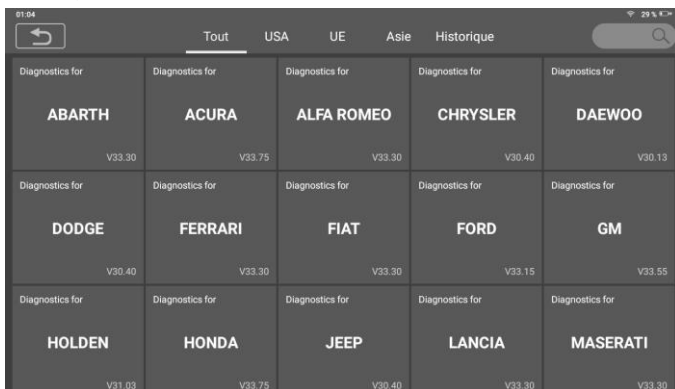 01:04
29 %
Tout USA UE Asie Historique
Diagnostics for Diagnostics for Diagnostics for Diagnostics for Diagnostics for
ABARTH ACURA ALFA ROMEO CHRYSLER DAEWOO
V33.30 V33.75 V33.30 V30.40 V30.13
Diagnostics for Diagnostics for Diagnostics for Diagnostics for Diagnostics for
DODGE FERRARI FIAT FORD GM
V30.40 V33.30 V33.30 V33.15 V33.55
Diagnostics for Diagnostics for Diagnostics for Diagnostics for Diagnostics for
HOLDEN HONDA JEEP LANCIA MASERATI
V31.03 V33.75 V30.40 V33.30 V33.30